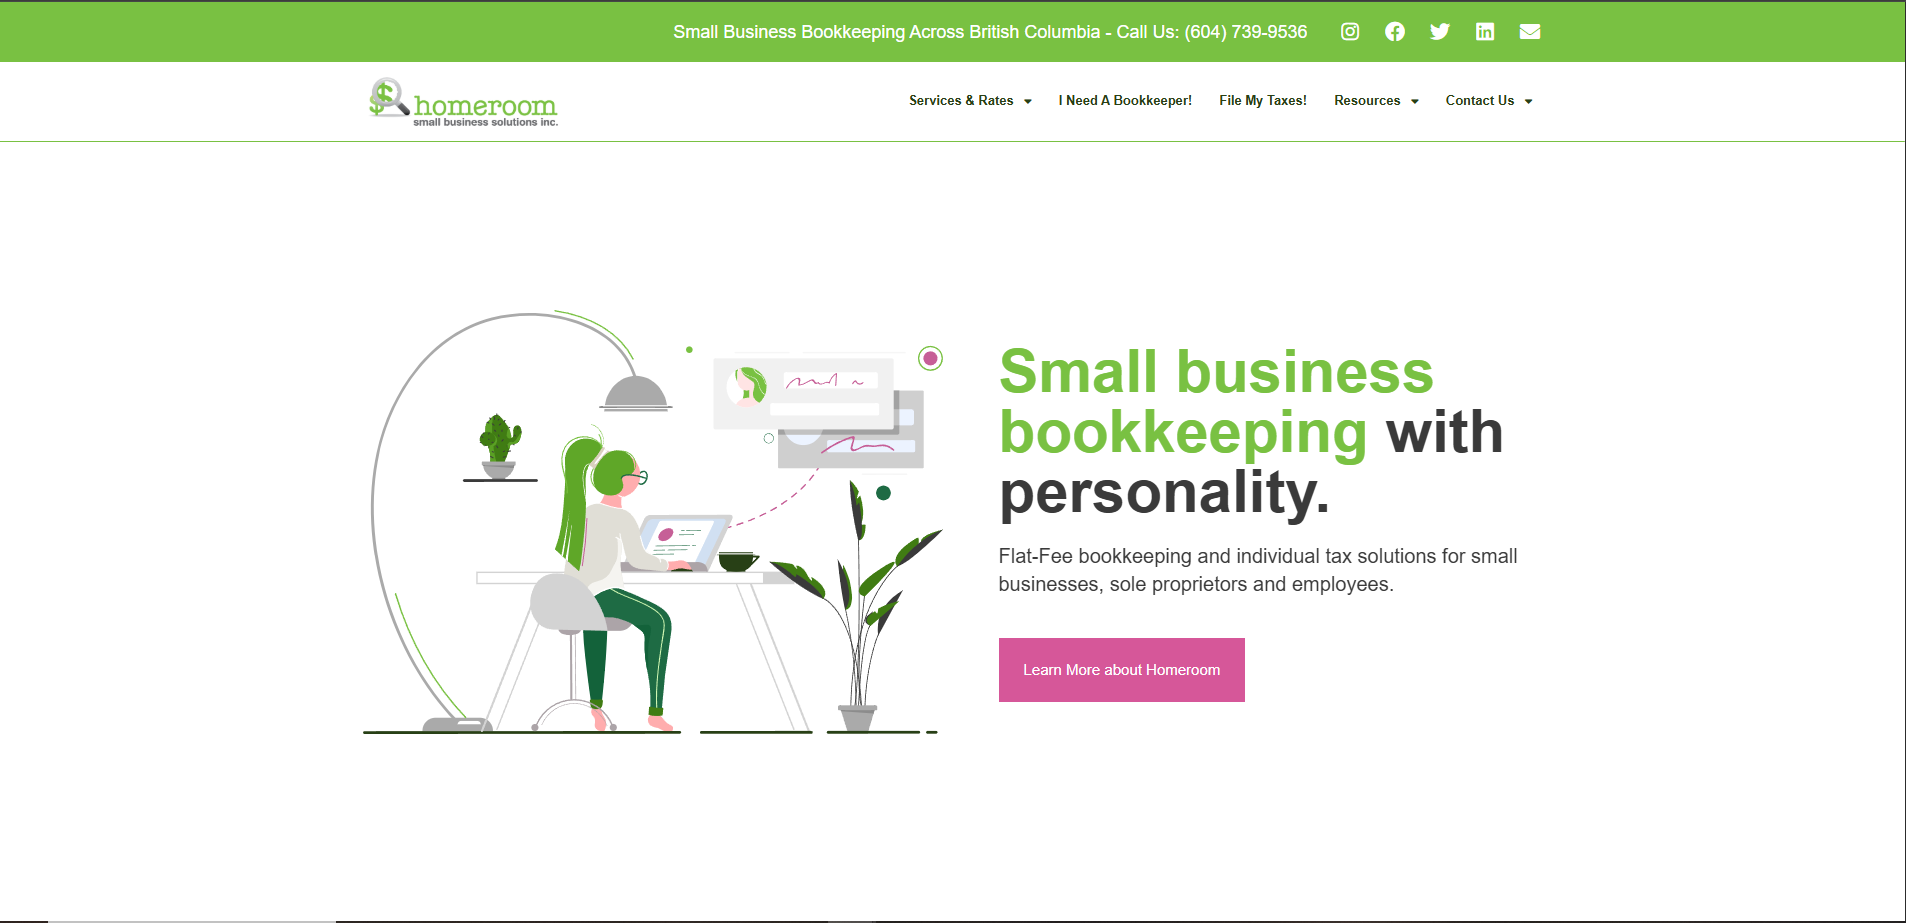 Small Business Bookkeeping Across British Columbia - Call Us: (604) 739-9536
homeroom
small business solutions inc.
Services & Rates
I Need A Bookkeeper!
File My Taxes!
Resources
Contact Us
Small business
bookkeeping with
personality.
Flat-Fee bookkeeping and individual tax solutions for small
businesses, sole proprietors and employees.
Learn More about Homeroom